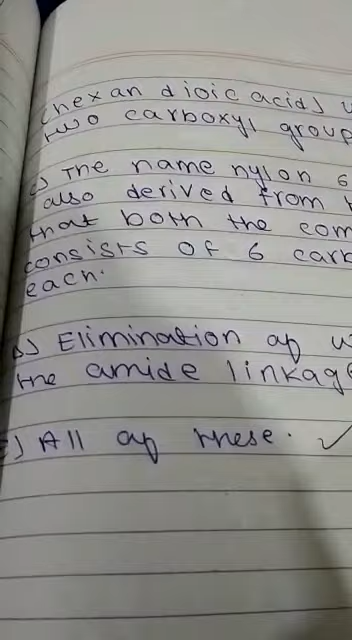 (hexan dioic acid)
two carboxyl group
c) The name nylon 6
also derived from
that both the com
consists of 6 carb
each.
D) Elimination of
the amide linkage
E) All of these. ✓